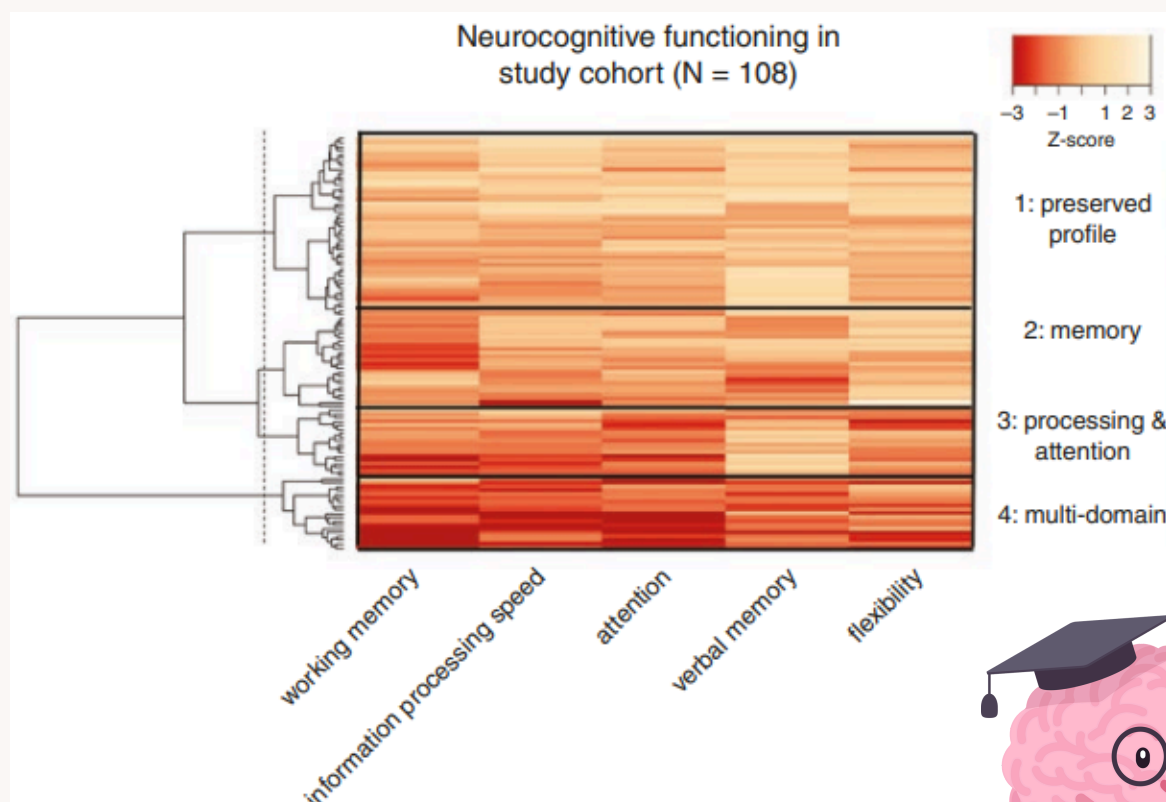 Neurocognitive functioning in
study cohort (N = 108)
−3 −1 1 2 3
Z-score
1: preserved
profile
2: memory
3: processing &
attention
4: multi-domain
working memory
information processing speed
attention
verbal memory
flexibility